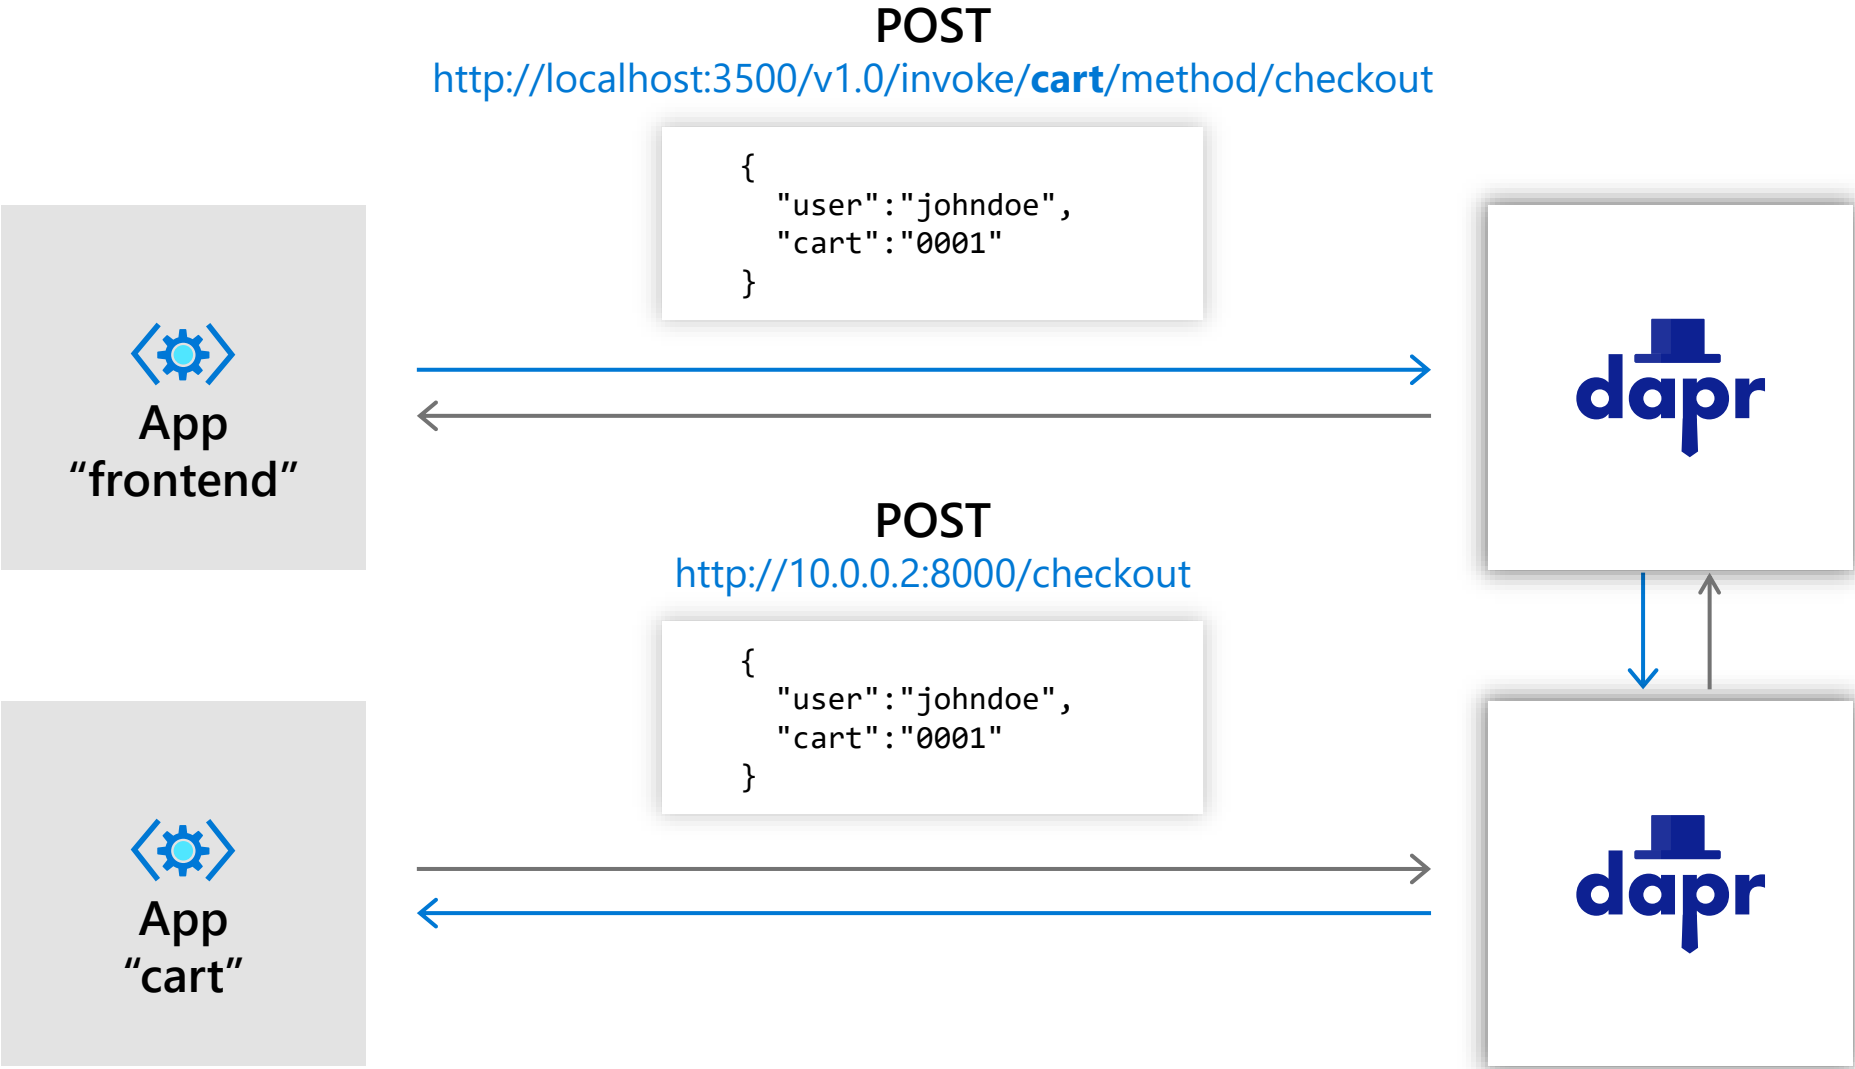 POST
http://localhost:3500/v1.0/invoke/cart/method/checkout
{
"user":"johndoe",
"cart":"0001"
}
App
“frontend”
dapr
POST
http://10.0.0.2:8000/checkout
{
"user":"johndoe",
"cart":"0001"
}
App
“cart”
dapr